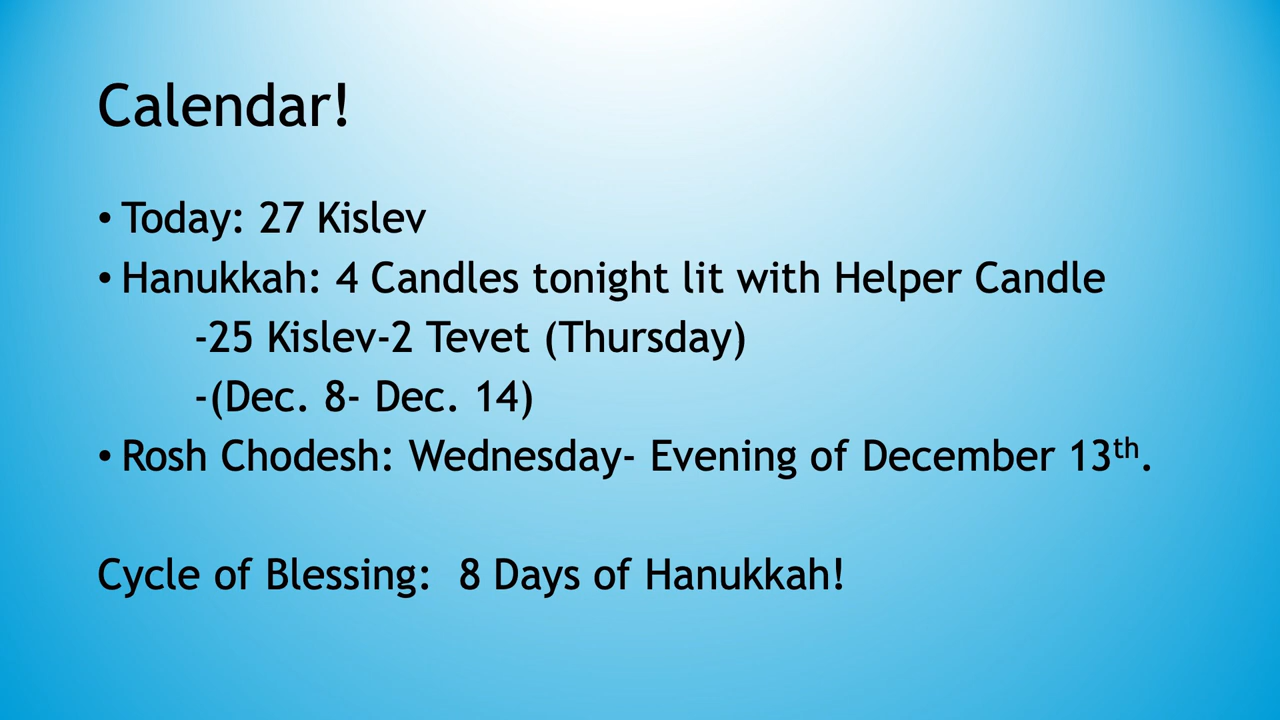 Calendar!
• Today: 27 Kislev
• Hanukkah: 4 Candles tonight lit with Helper Candle
-25 Kislev-2 Tevet (Thursday)
-(Dec. 8- Dec. 14)
• Rosh Chodesh: Wednesday- Evening of December 13th.
Cycle of Blessing:  8 Days of Hanukkah!